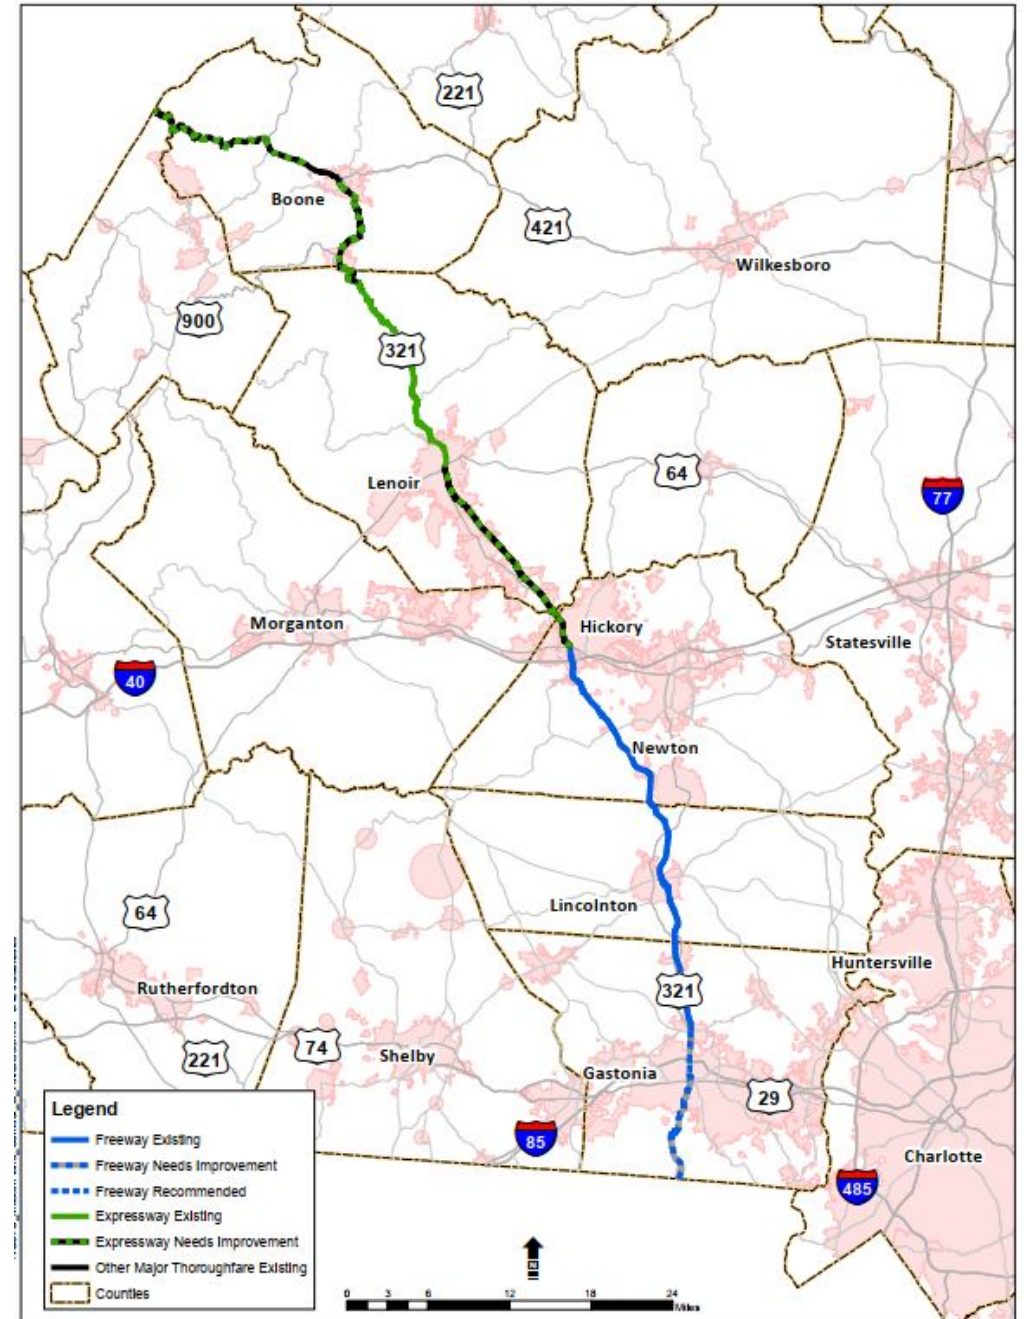 221
Boone
421
Wilkesboro
900
321
64
Lenoir
77
Morganton
Hickory
Statesville
40
Newton
64
Lincolnton
Huntersville
Rutherfordton
321
74
Shelby
221
Gastonia
29
Legend
Freeway Existing
Freeway Needs Improvement
Freeway Recommended
Expressway Existing
Expressway Needs Improvement
Other Major Thoroughfare Existing
Counties
85
Charlotte
485
N
0 3 6 12 18 24
Miles